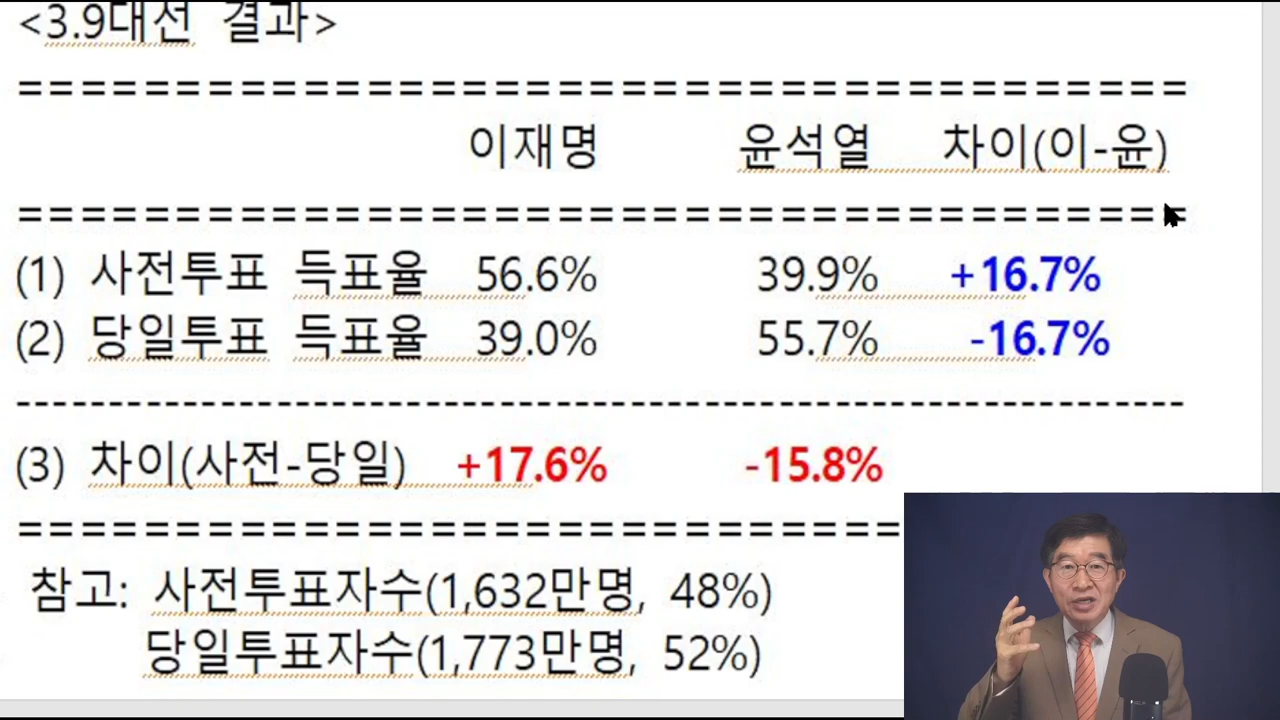 <3.9대선 결과>
=====================================
이재명 윤석열 차이(이-윤)
=====================================
(1) 사전투표 득표율 56.6% 39.9% +16.7%
(2) 당일투표 득표율 39.0% 55.7% -16.7%
-------------------------------------------------------------
(3) 차이(사전-당일) +17.6% -15.8%
============================
참고: 사전투표자수(1,632만명, 48%)
당일투표자수(1,773만명, 52%)